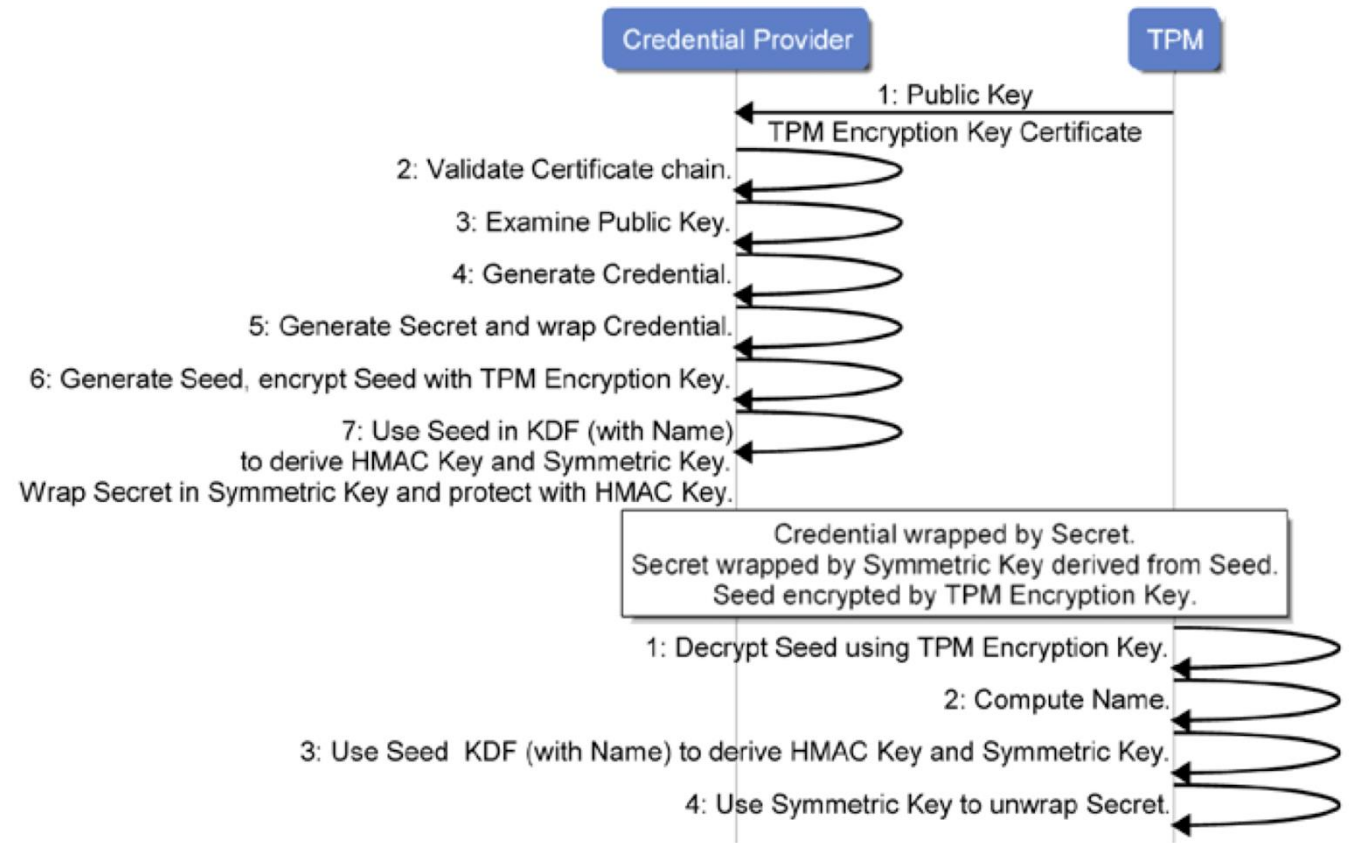 Credential Provider
TPM
1: Public Key
TPM Encryption Key Certificate
2: Validate Certificate chain.
3: Examine Public Key.
4: Generate Credential.
5: Generate Secret and wrap Credential.
6: Generate Seed, encrypt Seed with TPM Encryption Key.
7: Use Seed in KDF (with Name)
to derive HMAC Key and Symmetric Key.
Wrap Secret in Symmetric Key and protect with HMAC Key.
Credential wrapped by Secret.
Secret wrapped by Symmetric Key derived from Seed.
Seed encrypted by TPM Encryption Key.
1: Decrypt Seed using TPM Encryption Key.
2: Compute Name.
3: Use Seed  KDF (with Name) to derive HMAC Key and Symmetric Key.
4: Use Symmetric Key to unwrap Secret.